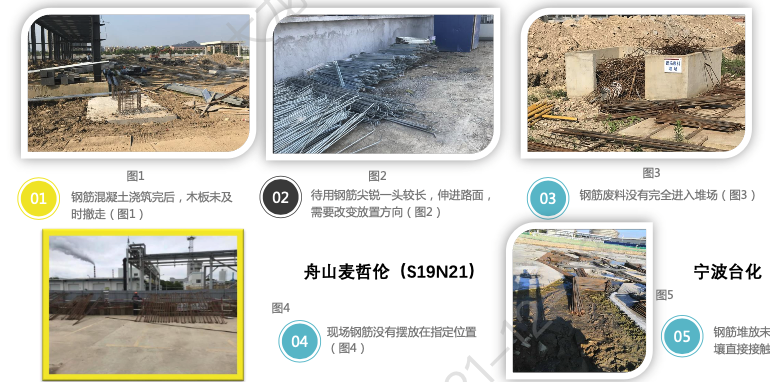 图1
图2
图3
01
钢筋混凝土浇筑完后，木板未及
时撤走（图1）
02
待用钢筋尖锐一头较长，伸进路面，
需要改变放置方向（图2）
03
钢筋废料没有完全进入堆场（图3）
舟山麦哲伦（S19N21）
宁波台化
图4
图5
04
现场钢筋没有摆放在指定位置
（图4）
05
钢筋堆放未
壤直接接触
21-12